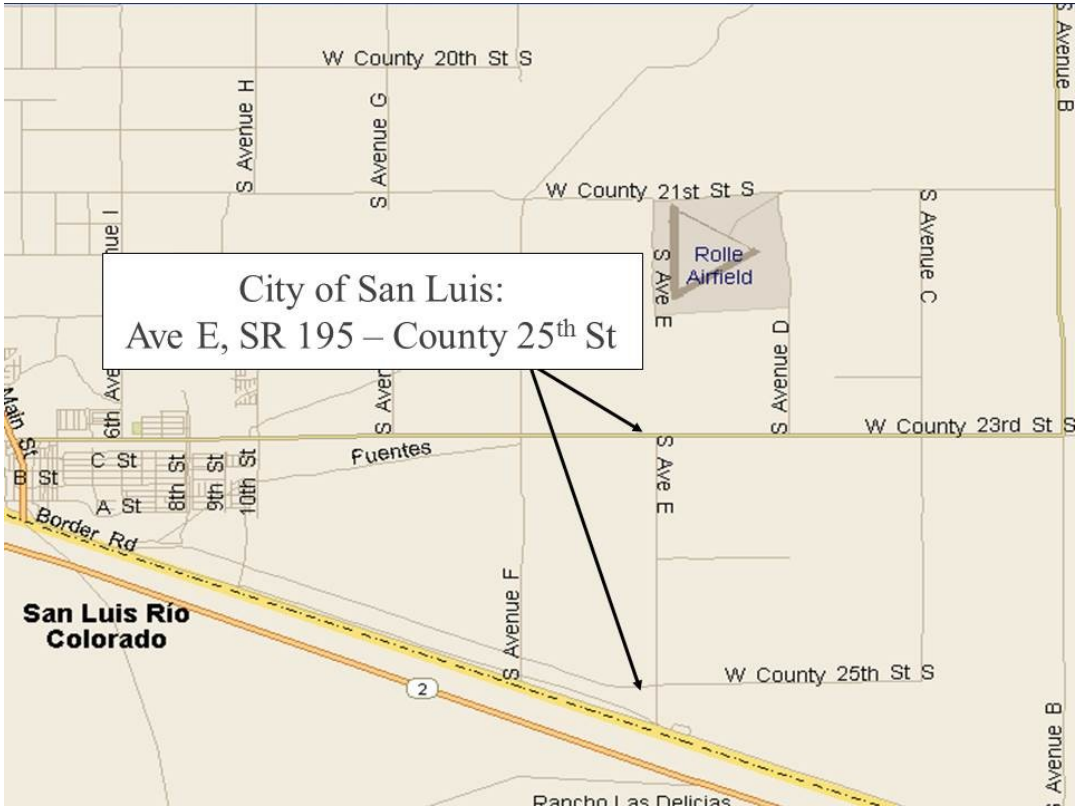 W County 20th St S
S Avenue B
S Avenue H
S Avenue G
W County 21st St S
S Avenue C
Rolle
Airfield
S Ave E
City of San Luis:
Ave E, SR 195 – County 25th St
S Avenue D
Main St
6th Ave
W County 23rd St S
C St
B St
A St
8th St
9th St
10th St
Fuentes
S Ave E
Border Rd
San Luis Río
Colorado
S Avenue F
2
W County 25th St S
S Avenue B
Rancho Las Delicias